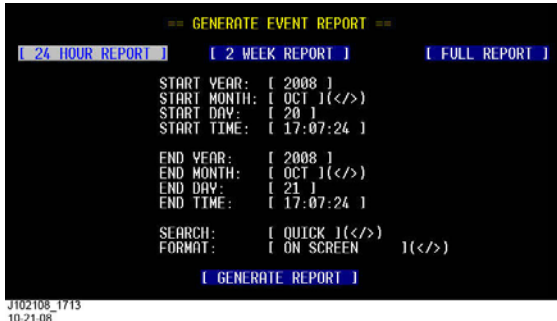 == GENERATE EVENT REPORT ==
[ 24 HOUR REPORT ] [ 2 WEEK REPORT ] [ FULL REPORT ]
START YEAR: [ 2008 ]
START MONTH: [ OCT ](</>)
START DAY: [ 20 ]
START TIME: [ 17:07:24 ]
END YEAR: [ 2008 ]
END MONTH: [ OCT ](</>)
END DAY: [ 21 ]
END TIME: [ 17:07:24 ]
SEARCH: [ QUICK ](</>)
FORMAT: [ ON SCREEN ](</>)
[ GENERATE REPORT ]
J102108_1713
10-21-08